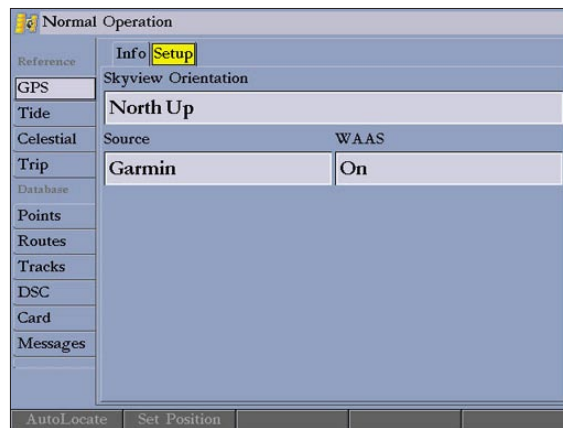 Normal Operation
Reference
GPS
Tide
Celestial
Trip
Database
Points
Routes
Tracks
DSC
Card
Messages
Info Setup
Skyview Orientation
North Up
Source WAAS
Garmin On
AutoLocate Set Position